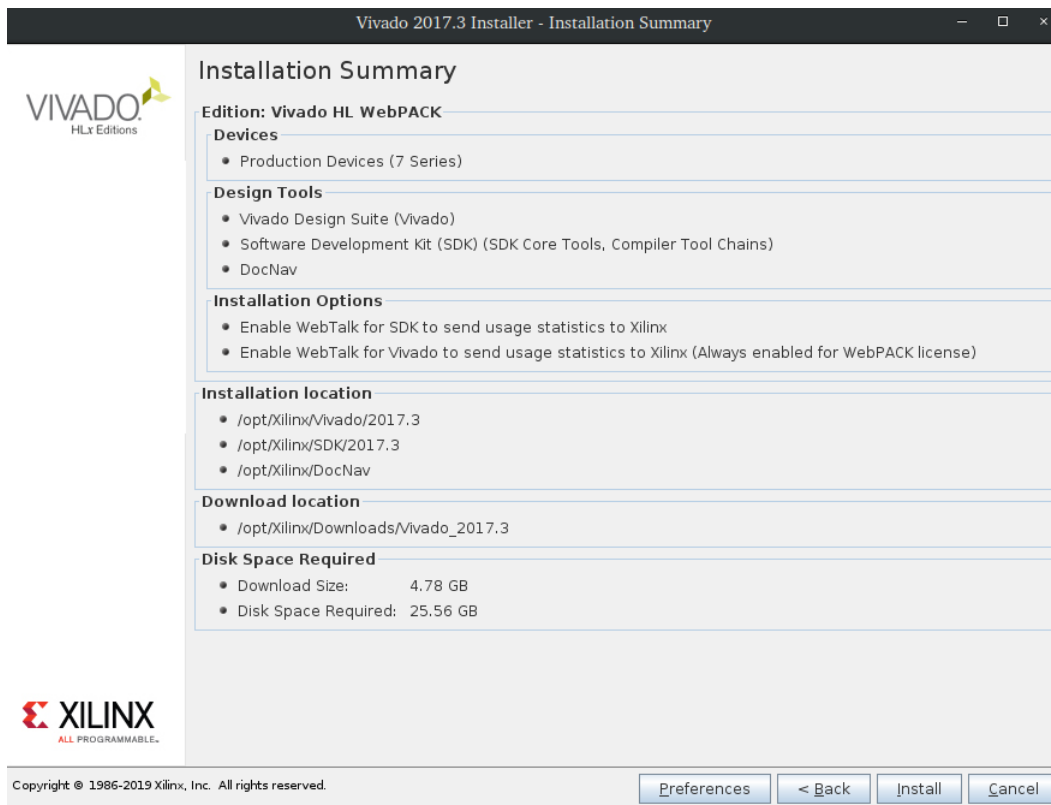 Vivado 2017.3 Installer - Installation Summary
VIVADO.
HLx Editions
Installation Summary
Edition: Vivado HL WebPACK
Devices
Production Devices (7 Series)
Design Tools
Vivado Design Suite (Vivado)
Software Development Kit (SDK) (SDK Core Tools, Compiler Tool Chains)
DocNav
Installation Options
Enable WebTalk for SDK to send usage statistics to Xilinx
Enable WebTalk for Vivado to send usage statistics to Xilinx (Always enabled for WebPACK license)
Installation location
/opt/Xilinx/Vivado/2017.3
/opt/Xilinx/SDK/2017.3
/opt/Xilinx/DocNav
Download location
/opt/Xilinx/Downloads/Vivado_2017.3
Disk Space Required
Download Size: 4.78 GB
Disk Space Required: 25.56 GB
XILINX
ALL PROGRAMMABLE™
Copyright © 1986-2019 Xilinx, Inc. All rights reserved.
Preferences < Back Install Cancel